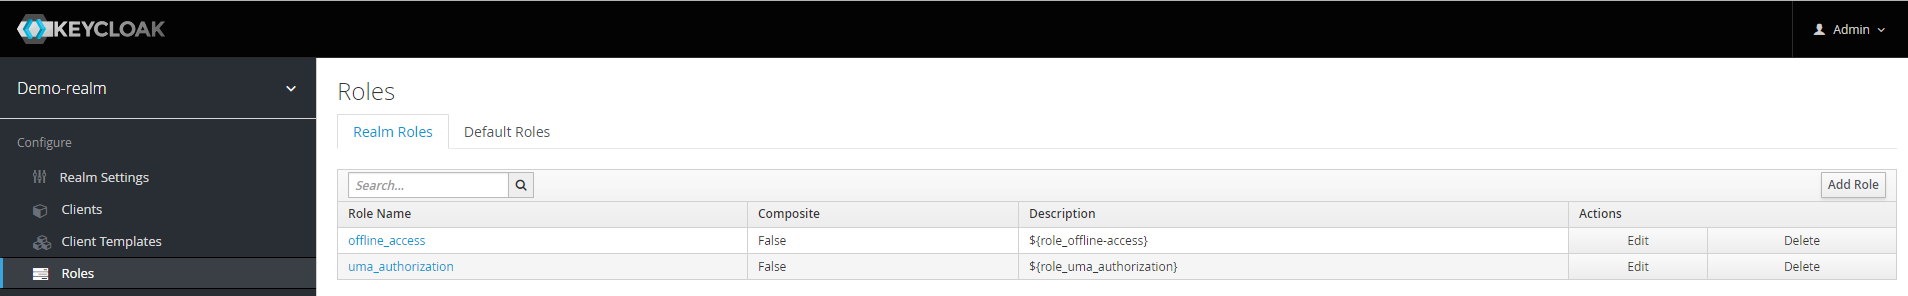 KEYCLOAK
Admin
Demo-realm
Configure
Realm Settings
Clients
Client Templates
Roles
Roles
Realm Roles Default Roles
Search...
Add Role
Role Name Composite Description Actions
offline_access False ${role_offline-access} Edit Delete
uma_authorization False ${role_uma_authorization} Edit Delete